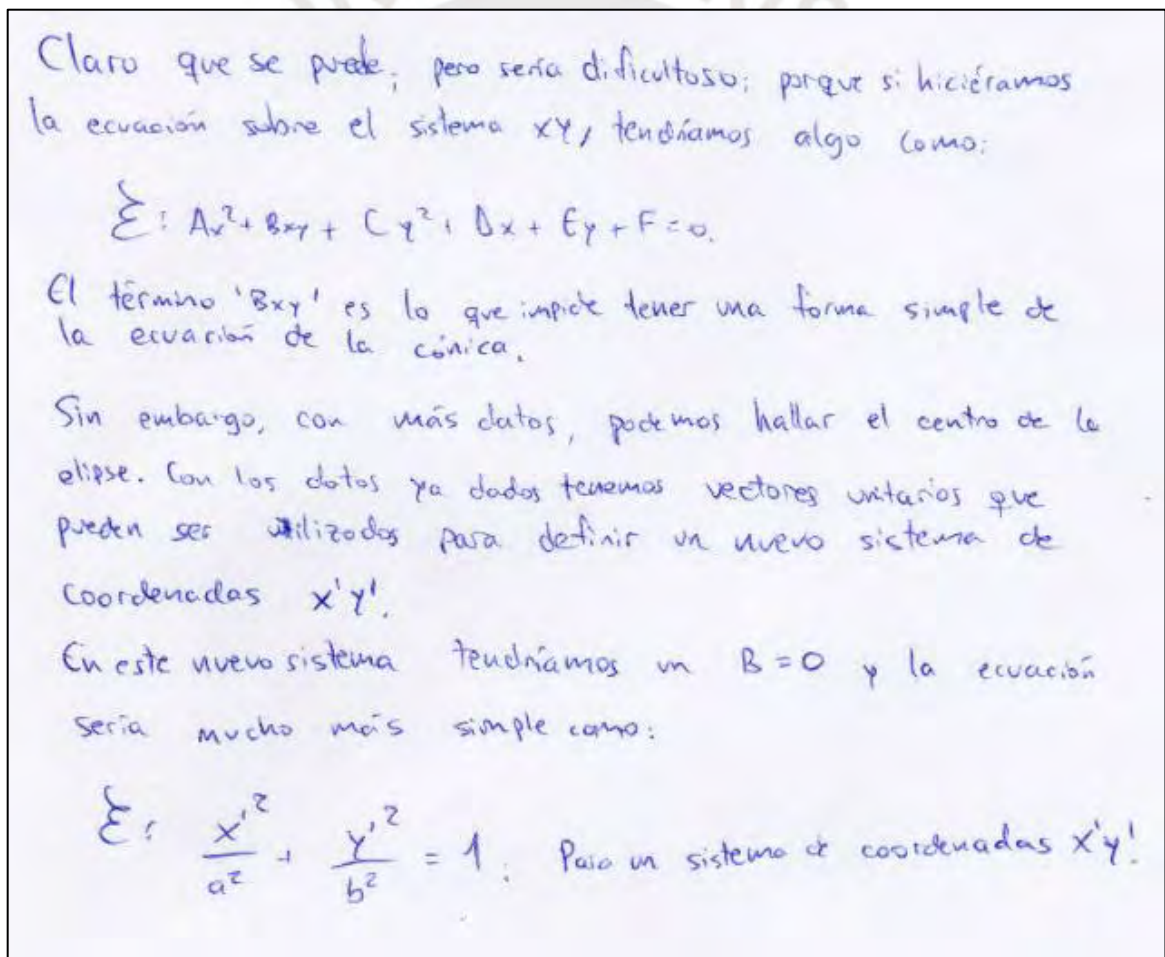 Claro que se puede, pero sería dificultoso; porque si hiciéramos
la ecuación sobre el sistema XY, tendríamos algo como:
Ɛ: Ax² + Bxy + Cy² + Dx + Ey + F = 0.
El término 'Bxy' es lo que impide tener una forma simple de
la ecuación de la cónica.
Sin embargo, con más datos, podemos hallar el centro de la
elipse. Con los datos ya dados tenemos vectores unitarios que
pueden ser utilizados para definir un nuevo sistema de
coordenadas x'y'.
En este nuevo sistema tendríamos un B = 0 y la ecuación
sería mucho más simple como:
Ɛ: x'²/a² + y'²/b² = 1. Para un sistema de coordenadas x'y'.